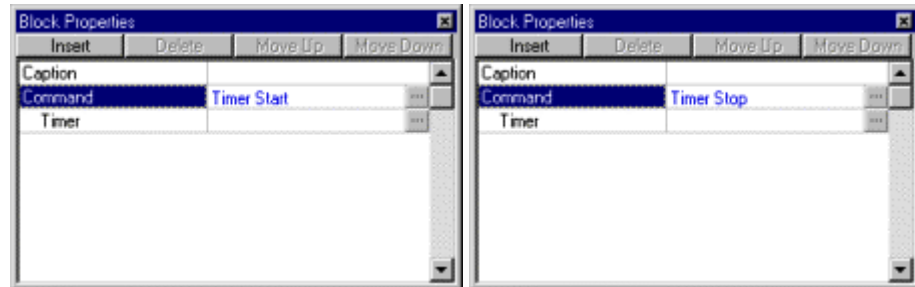 Block Properties
Insert Delete Move Up Move Down
Caption
Command Timer Start ...
Timer ...
Block Properties
Insert Delete Move Up Move Down
Caption
Command Timer Stop ...
Timer ...